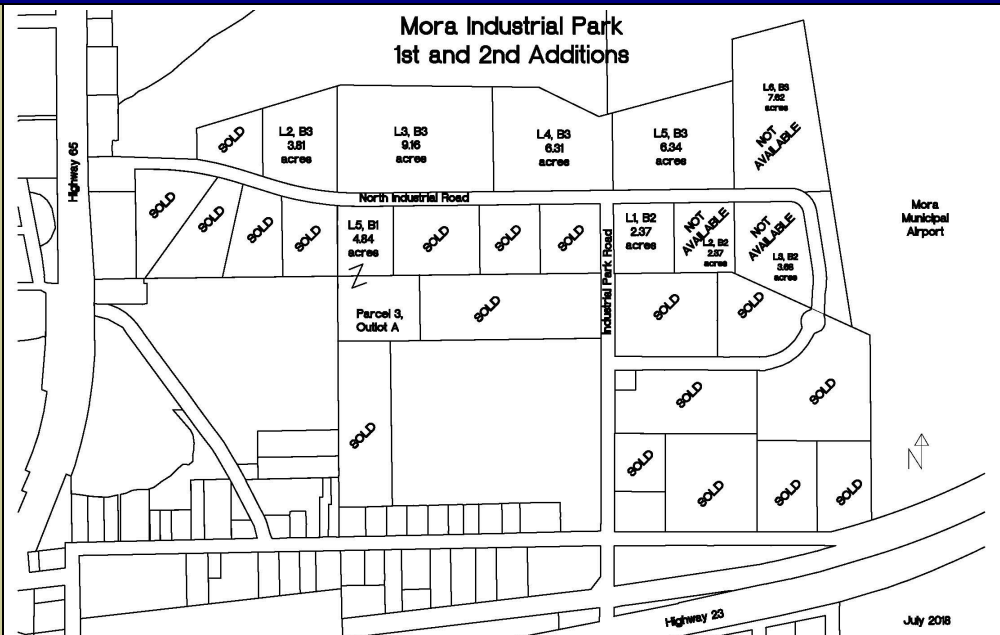 Mora Industrial Park
1st and 2nd Additions
L6, B3
7.62
acres
NOT
AVAILABLE
SOLD
L2, B3
3.81
acres
L3, B3
9.16
acres
L4, B3
6.31
acres
L5, B3
6.34
acres
Highway 65
North Industrial Road
Mora
Municipal
Airport
SOLD
SOLD
SOLD
SOLD
L5, B1
4.84
acres
SOLD
SOLD
SOLD
Industrial Park Road
L1, B2
2.37
acres
NOT
AVAILABLE
L2, B2
2.37
acres
NOT
AVAILABLE
L3, B2
3.68
acres
Parcel 3,
Outlot A
SOLD
SOLD
SOLD
SOLD
SOLD
SOLD
SOLD
SOLD
SOLD
SOLD
N
Highway 23
July 2018